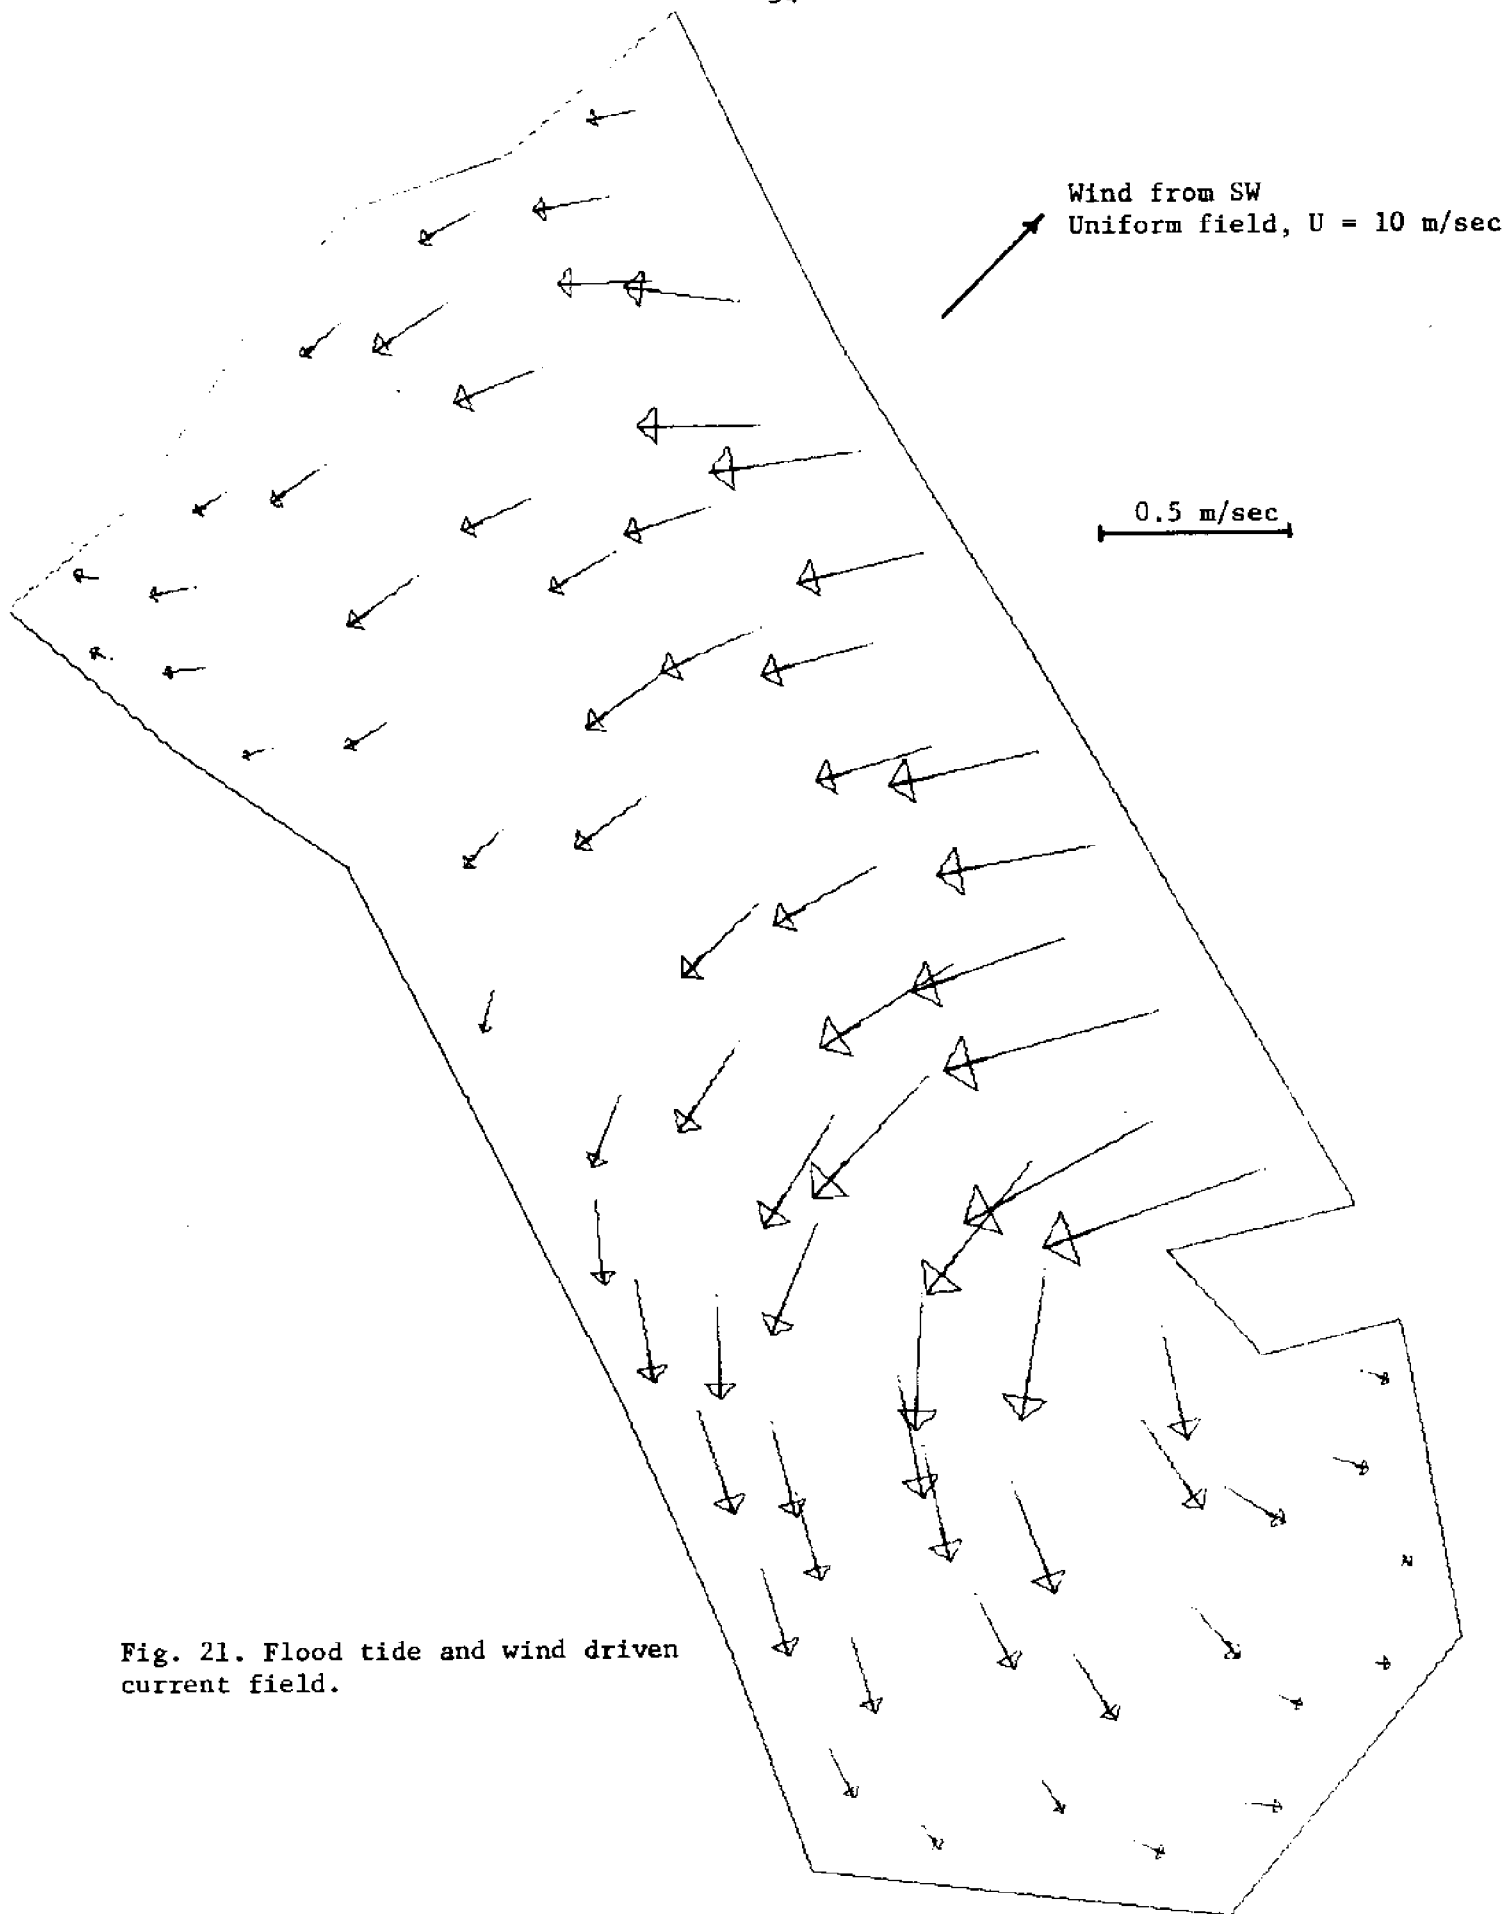 Wind from SW
Uniform field, U = 10 m/sec
0.5 m/sec
Fig. 21. Flood tide and wind driven
current field.